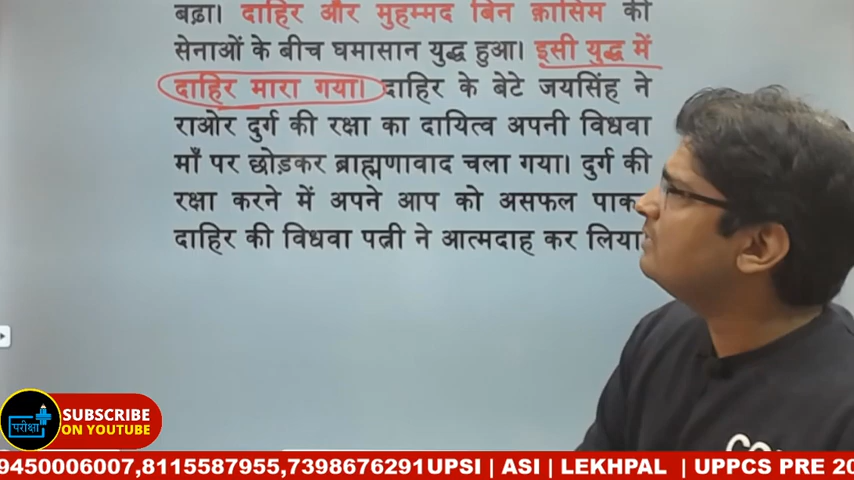 बढ़ा। दाहिर और मुहम्मद बिन क़ासिम की
सेनाओं के बीच घमासान युद्ध हुआ। इसी युद्ध में
दाहिर मारा गया। दाहिर के बेटे जयसिंह ने
राओर दुर्ग की रक्षा का दायित्व अपनी विधवा
माँ पर छोड़कर ब्राह्मणावाद चला गया। दुर्ग की
रक्षा करने में अपने आप को असफल
दाहिर की विधवा पत्नी ने आत्मदाह कर लिया
परीक्षा
SUBSCRIBE
ON YOUTUBE
9450006007,8115587955,7398676291UPSI | ASI | LEKHPAL | UPPCS PRE 20